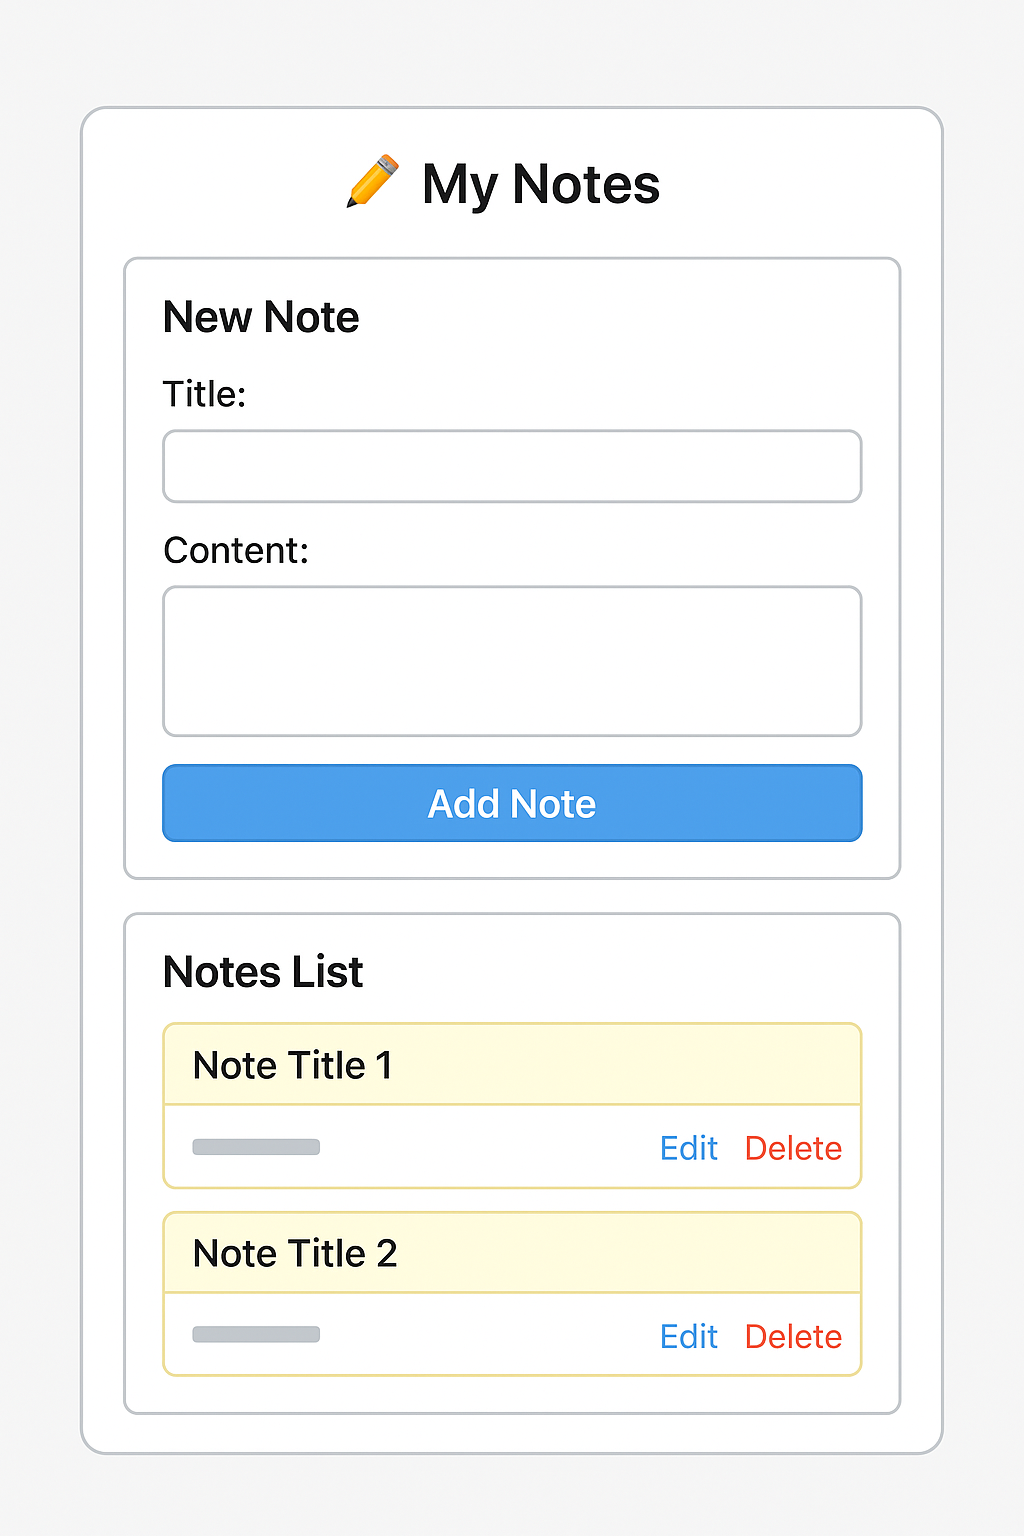 My Notes
New Note
Title:
Content:
Add Note
Notes List
Note Title 1
Edit Delete
Note Title 2
Edit Delete